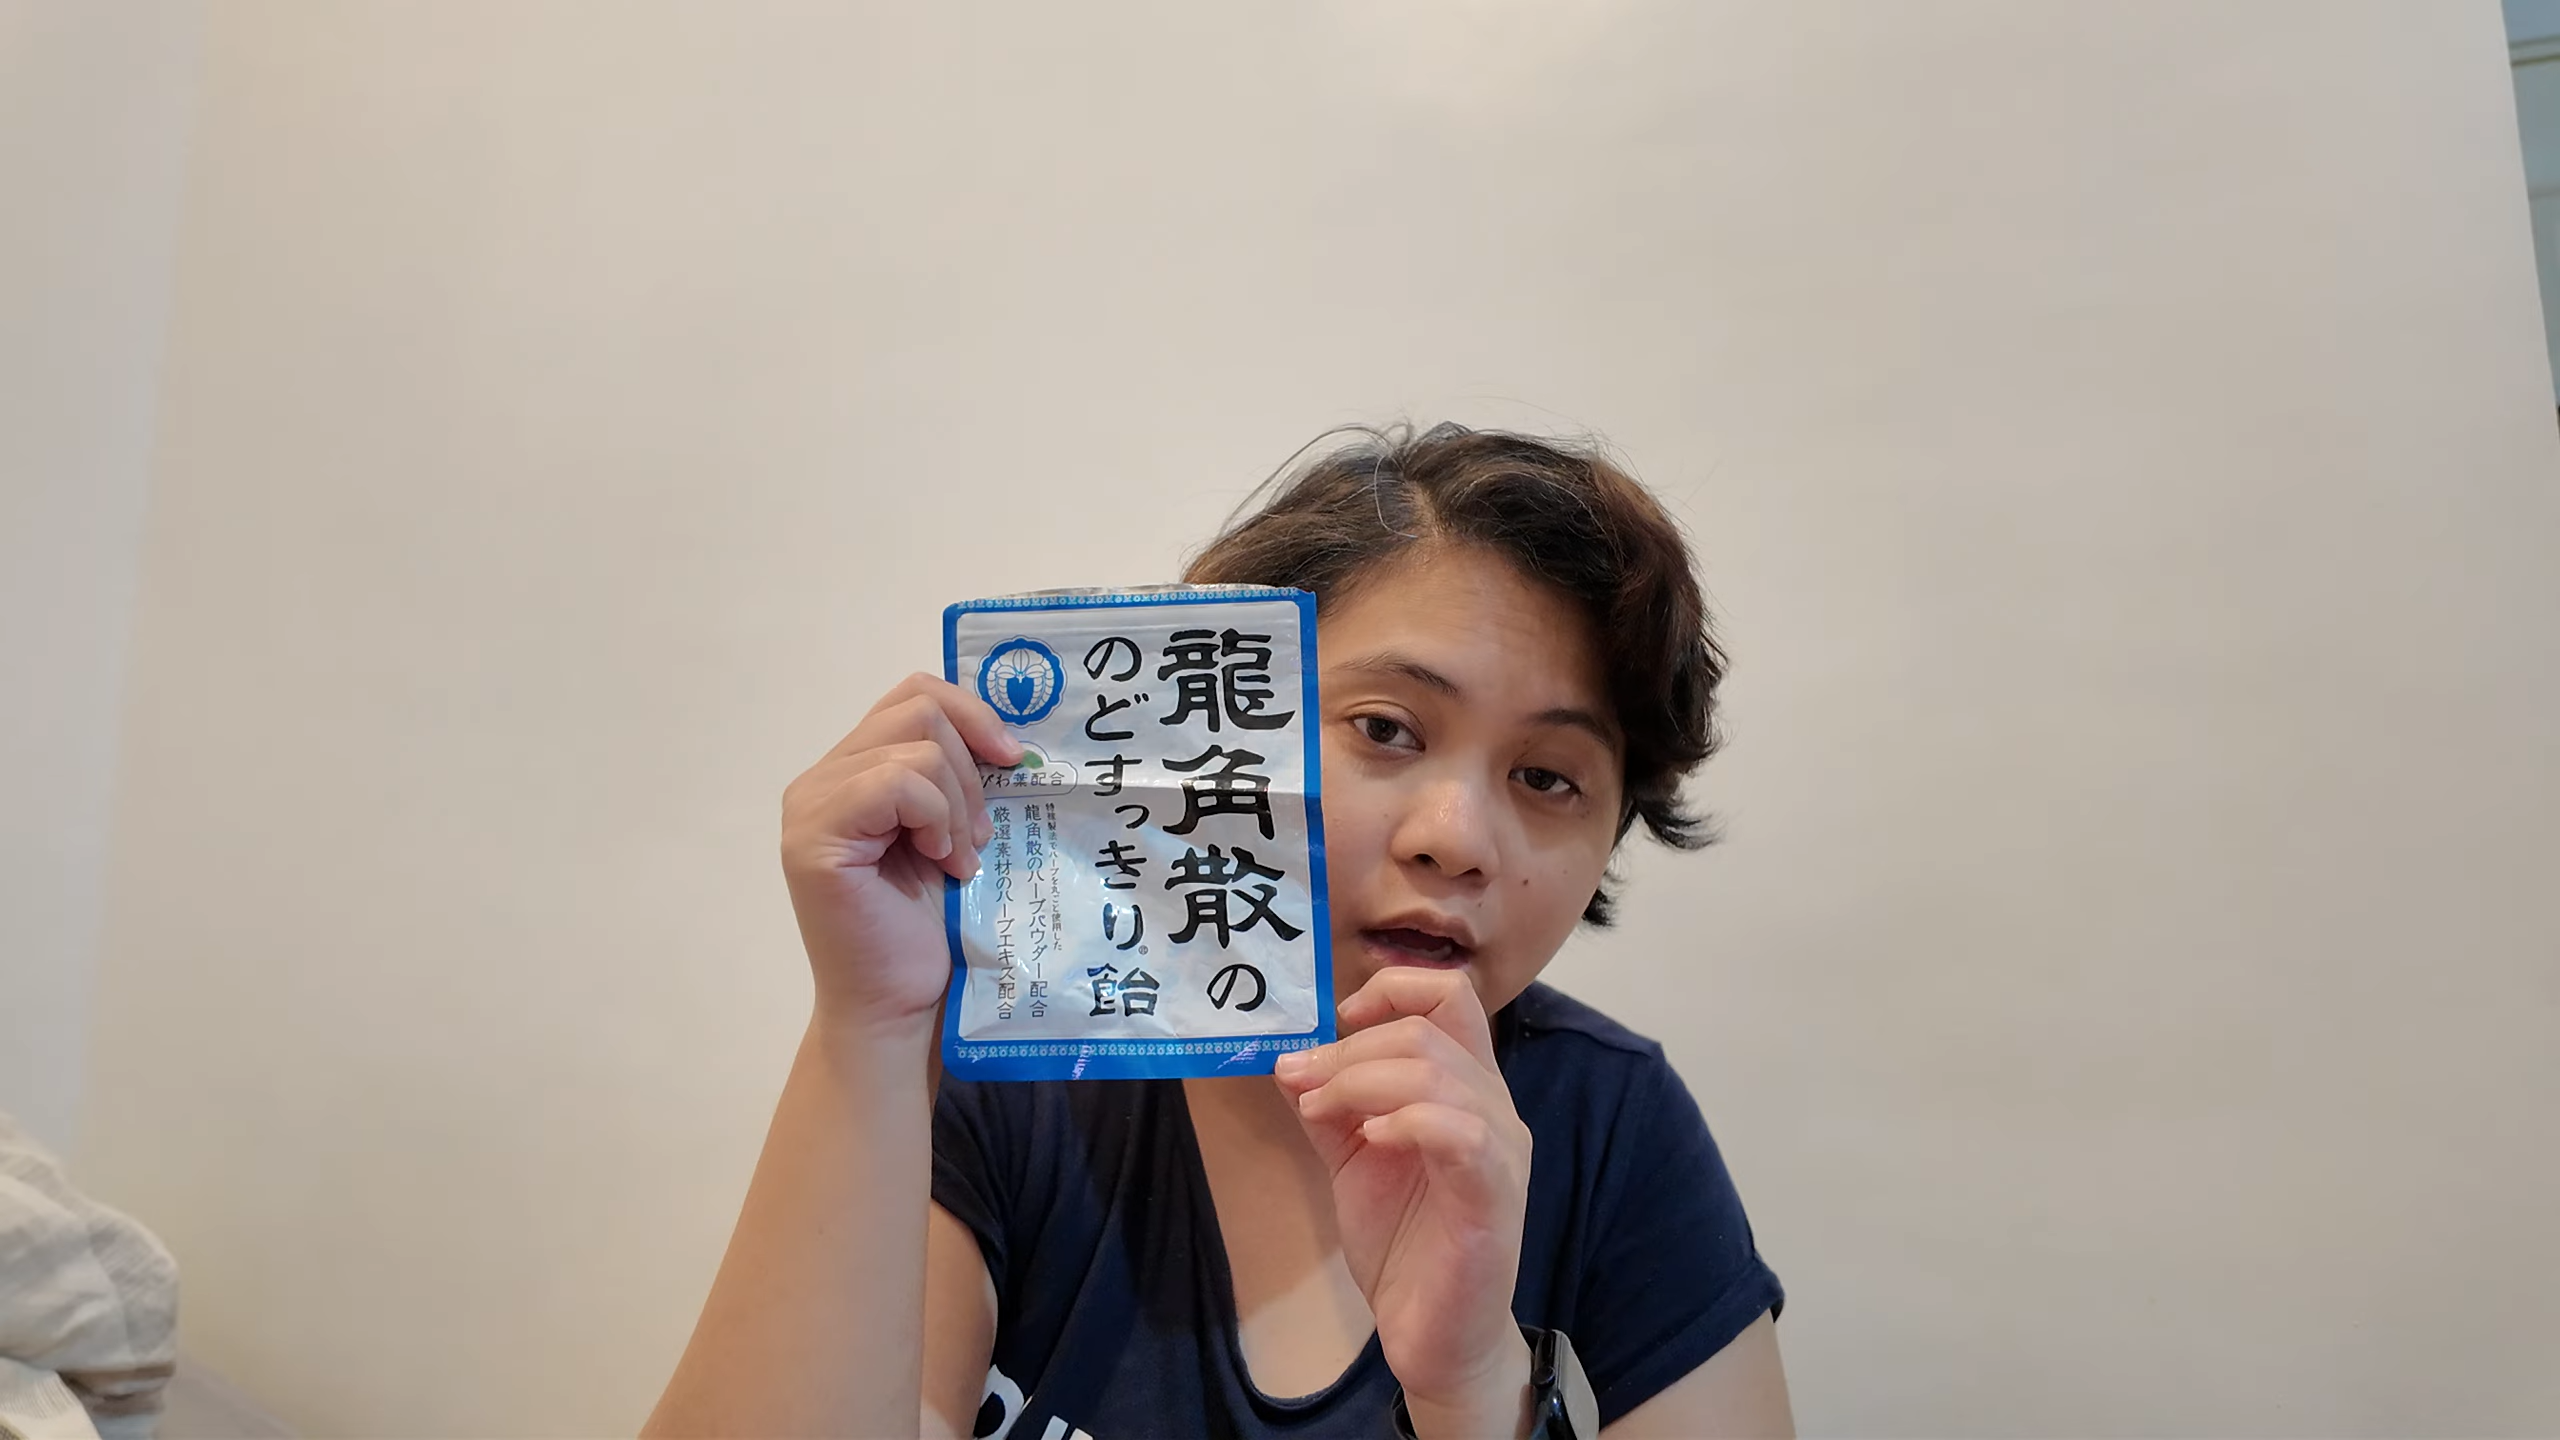 龍角散の
のどすっきり飴
びわ葉配合
特殊製法でハーブを丸ごと使用した
龍角散のハーブパウダー配合
厳選素材のハーブエキス配合